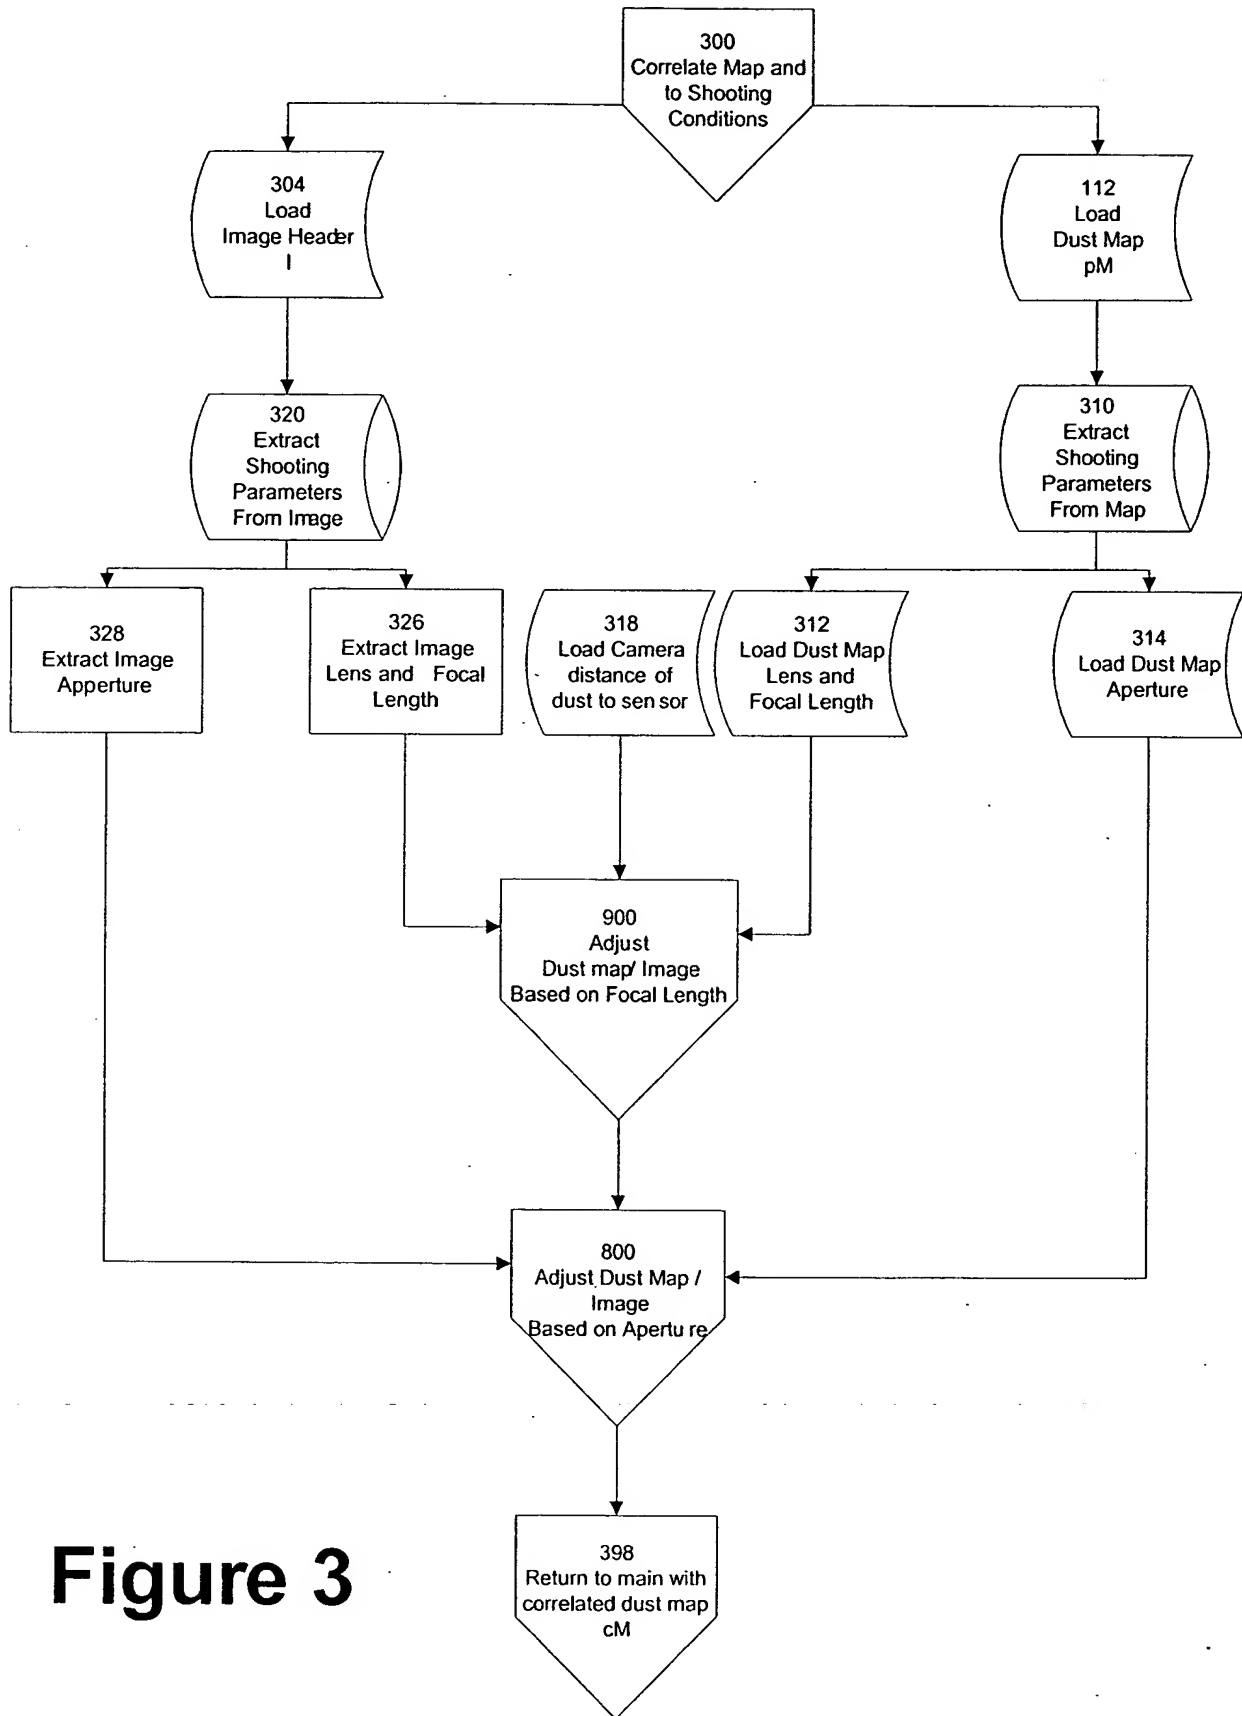 300
Correlate Map and
to Shooting
Conditions
304
Load
Image Header
I
112
Load
Dust Map
pM
320
Extract
Shooting
Parameters
From Image
310
Extract
Shooting
Parameters
From Map
328
Extract Image
Apperture
326
Extract Image
Lens and Focal
Length
318
Load Camera
distance of
dust to sensor
312
Load Dust Map
Lens and
Focal Length
314
Load Dust Map
Aperture
900
Adjust
Dust map/ Image
Based on Focal Length
800
Adjust Dust Map /
Image
Based on Aperture
398
Return to main with
correlated dust map
cM
Figure 3